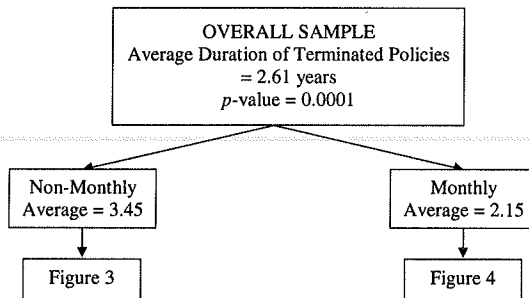 OVERALL SAMPLE
Average Duration of Terminated Policies
= 2.61 years
p-value = 0.0001
Non-Monthly
Average = 3.45
Monthly
Average = 2.15
Figure 3
Figure 4